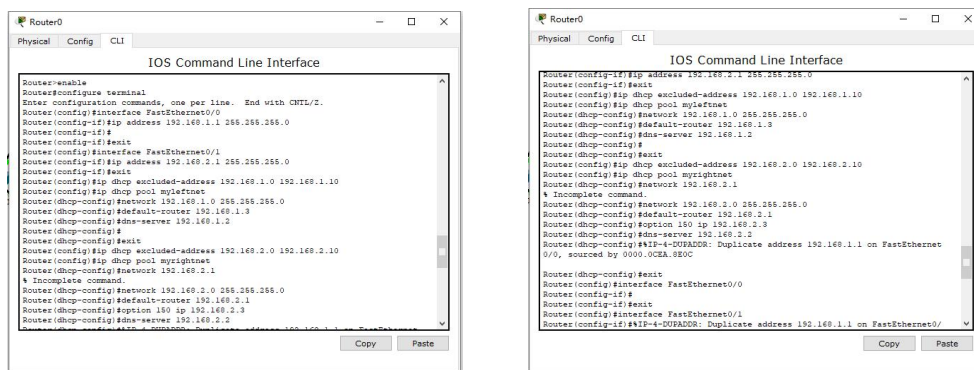 Router0
Physical Config CLI
IOS Command Line Interface
Router>enable
Router#configure terminal
Enter configuration commands, one per line. End with CNTL/Z.
Router(config)#interface FastEthernet0/0
Router(config-if)#ip address 192.168.1.1 255.255.255.0
Router(config-if)#
Router(config-if)#exit
Router(config)#interface FastEthernet0/1
Router(config-if)#ip address 192.168.2.1 255.255.255.0
Router(config-if)#exit
Router(config)#ip dhcp excluded-address 192.168.1.0 192.168.1.10
Router(config)#ip dhcp pool myleftnet
Router(dhcp-config)#network 192.168.1.0 255.255.255.0
Router(dhcp-config)#default-router 192.168.1.3
Router(dhcp-config)#dns-server 192.168.1.2
Router(dhcp-config)#
Router(dhcp-config)#exit
Router(config)#ip dhcp excluded-address 192.168.2.0 192.168.2.10
Router(config)#ip dhcp pool myrightnet
Router(dhcp-config)#network 192.168.2.1
% Incomplete command.
Router(dhcp-config)#network 192.168.2.0 255.255.255.0
Router(dhcp-config)#default-router 192.168.2.1
Router(dhcp-config)#option 150 ip 192.168.2.3
Router(dhcp-config)#dns-server 192.168.2.2
Router(dhcp-config)#%IP-4-DUPADDR: Duplicate address 192.168.1.1 on FastEthernet
Copy Paste
Router0
Physical Config CLI
IOS Command Line Interface
Router(config-if)#ip address 192.168.2.1 255.255.255.0
Router(config-if)#exit
Router(config)#ip dhcp excluded-address 192.168.1.0 192.168.1.10
Router(config)#ip dhcp pool myleftnet
Router(dhcp-config)#network 192.168.1.0 255.255.255.0
Router(dhcp-config)#default-router 192.168.1.3
Router(dhcp-config)#dns-server 192.168.1.2
Router(dhcp-config)#
Router(dhcp-config)#exit
Router(config)#ip dhcp excluded-address 192.168.2.0 192.168.2.10
Router(config)#ip dhcp pool myrightnet
Router(dhcp-config)#network 192.168.2.1
% Incomplete command.
Router(dhcp-config)#network 192.168.2.0 255.255.255.0
Router(dhcp-config)#default-router 192.168.2.1
Router(dhcp-config)#option 150 ip 192.168.2.3
Router(dhcp-config)#dns-server 192.168.2.2
Router(dhcp-config)#%IP-4-DUPADDR: Duplicate address 192.168.1.1 on FastEthernet
0/0, sourced by 0000.0CEA.8E0C
Router(dhcp-config)#exit
Router(config)#interface FastEthernet0/0
Router(config-if)#
Router(config-if)#exit
Router(config)#interface FastEthernet0/1
Router(config-if)#%IP-4-DUPADDR: Duplicate address 192.168.1.1 on FastEthernet0/
Copy Paste